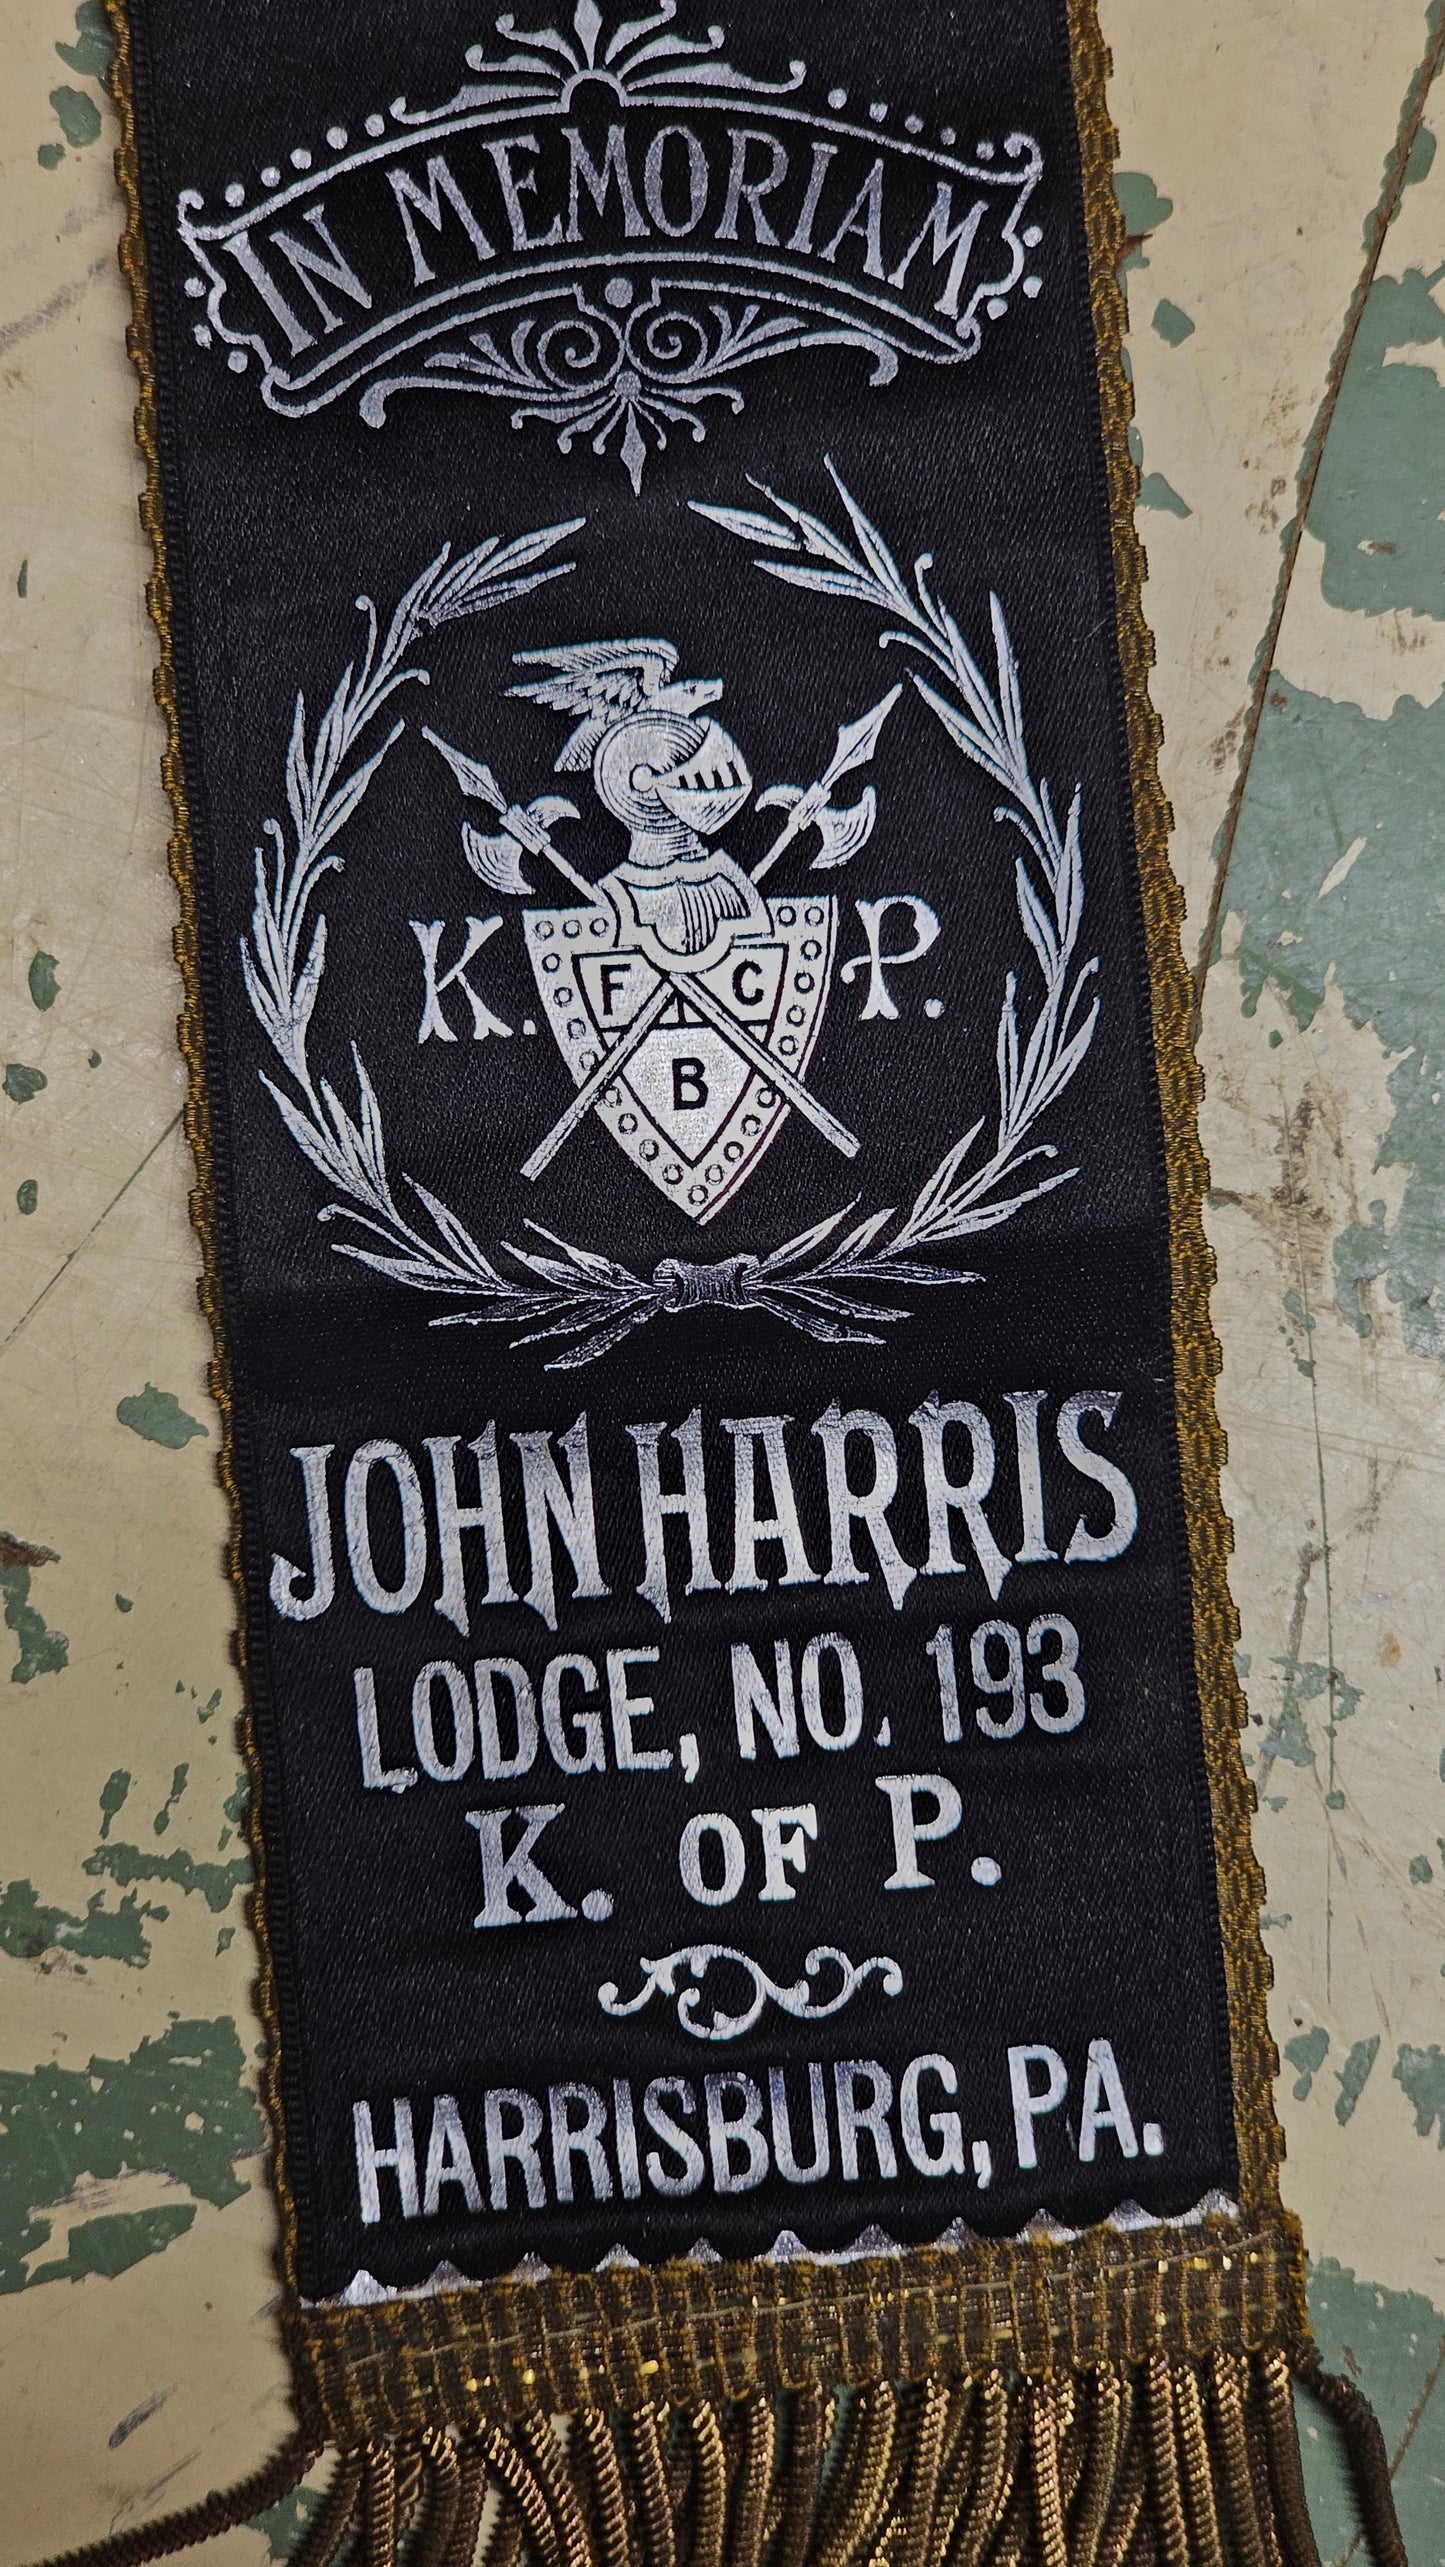 IN MEMORIAM
K. P.
F C
B
JOHN HARRIS
LODGE, NO. 193
K. OF P.
HARRISBURG, PA.